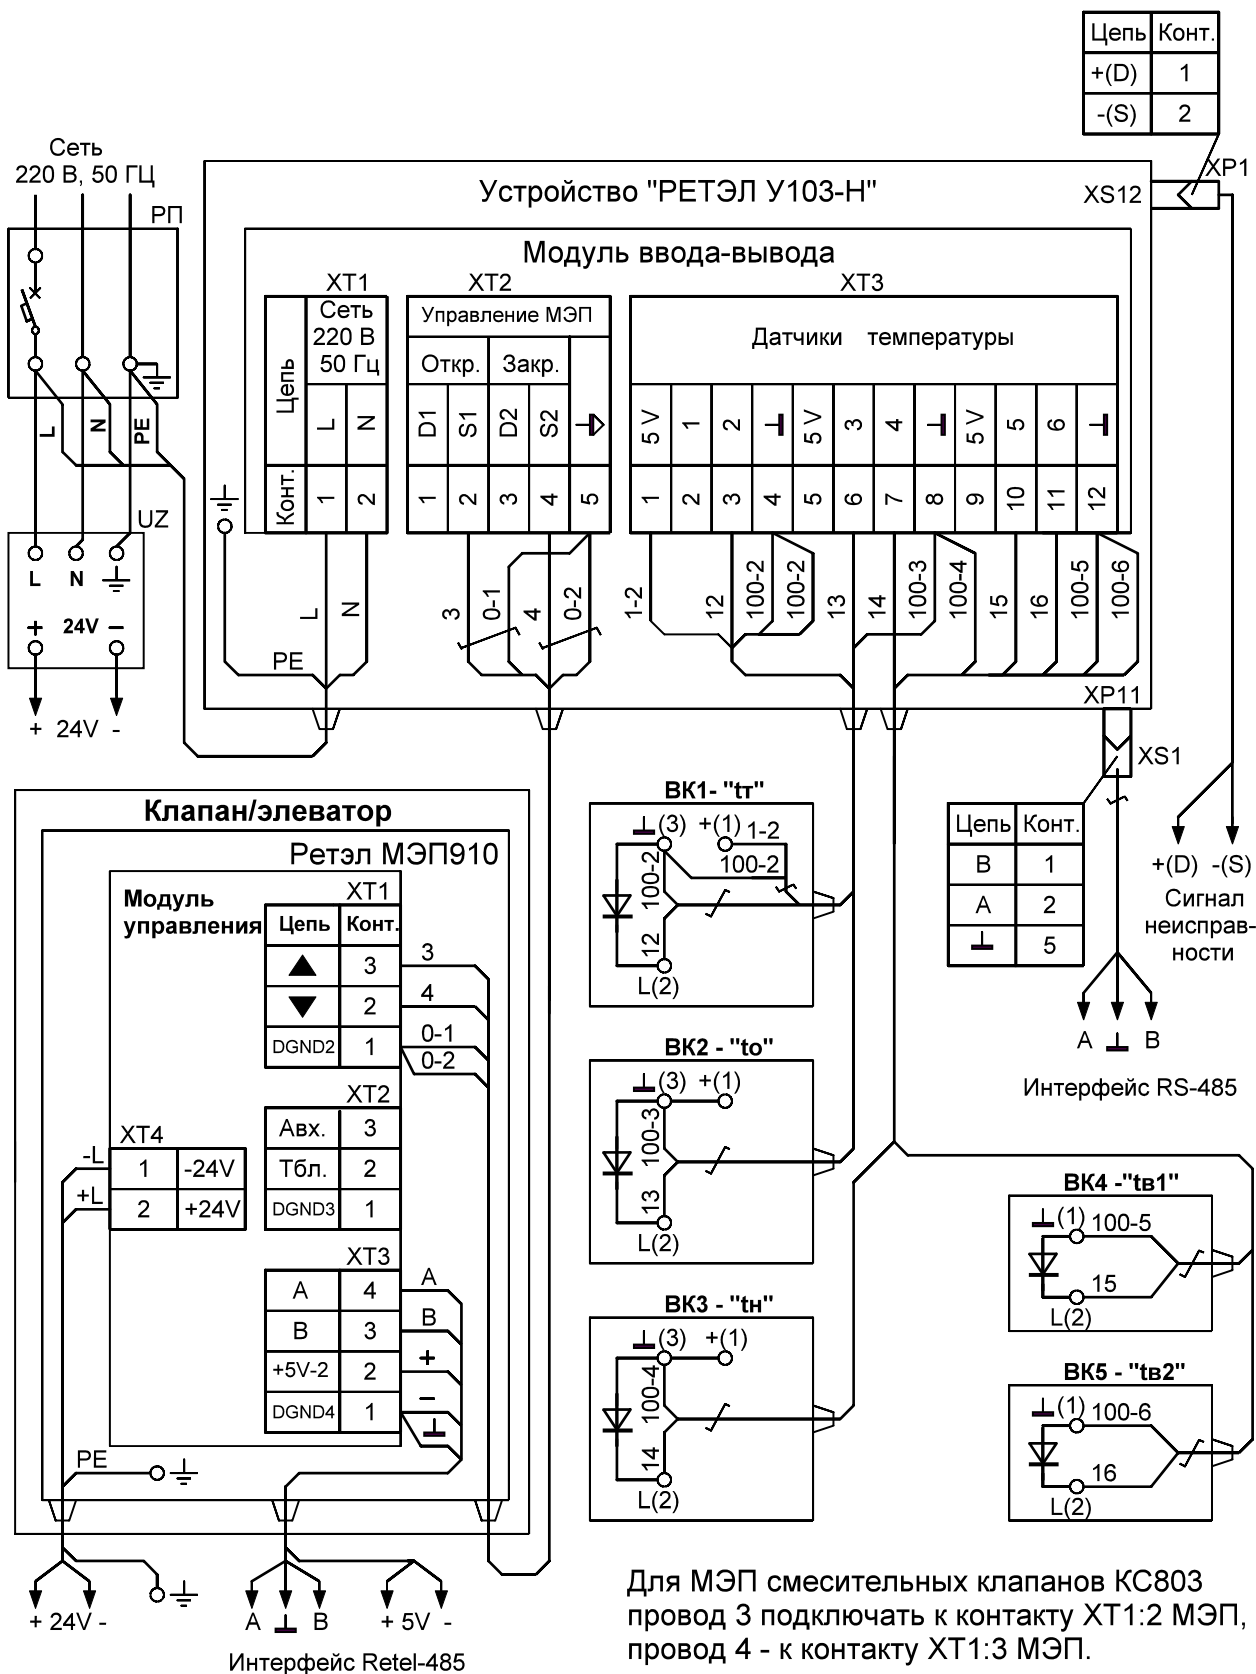 Цепь Конт.
+(D) 1
-(S) 2
XP1
XS12
Сеть
220 В, 50 ГЦ
РП
L N PE
UZ
L N
+ 24V -
+ 24V -
Устройство "РЕТЭЛ У103-Н"
Модуль ввода-вывода
XT1
Цепь
Сеть
220 В
50 Гц
L N
Конт. 1 2
XT2
Управление МЭП
Откр. Закр.
D1 S1 D2 S2
1 2 3 4 5
XT3
Датчики температуры
5 V 1 2 ⊥ 5 V 3 4 ⊥ 5 V 5 6 ⊥
1 2 3 4 5 6 7 8 9 10 11 12
PE L N
3 0-1 4 0-2
1-2 12 100-2 100-2 13 14 100-3 100-4 15 16 100-5 100-6
XP11
XS1
Цепь Конт.
B 1
A 2
⊥ 5
+(D) -(S)
Сигнал
неисправ-
ности
A ⊥ B
Интерфейс RS-485
Клапан/элеватор
Ретэл МЭП910
Модуль
управления
XT1
Цепь Конт.
▲ 3
▼ 2
DGND2 1
3
4
0-1
0-2
XT2
Авх. 3
Тбл. 2
DGND3 1
XT4
1 -24V
2 +24V
-L
+L
XT3
A 4
B 3
+5V-2 2
DGND4 1
A
B
+
-
⊥
PE
+ 24V -
A ⊥ B
+ 5V -
Интерфейс Retel-485
ВК1- "tт"
⊥ (3) +(1) 1-2
100-2
100-2
12
L(2)
ВК2 - "to"
⊥ (3) +(1)
100-3
13
L(2)
ВК3 - "tн"
⊥ (3) +(1)
100-4
14
L(2)
ВК4 -"tв1"
⊥ (1) 100-5
15
L(2)
ВК5 - "tв2"
⊥ (1) 100-6
16
L(2)
Для МЭП смесительных клапанов КС803
провод 3 подключать к контакту XT1:2 МЭП,
провод 4 - к контакту XT1:3 МЭП.